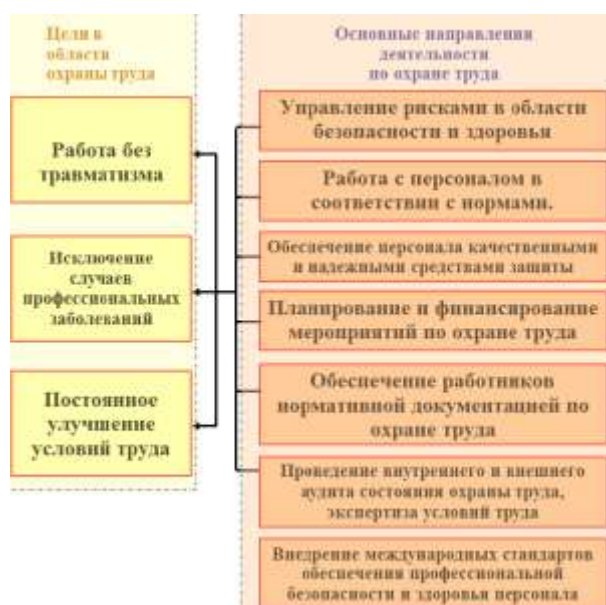 Цели в
области
охраны труда
Работа без
травматизма
Исключение
случаев
профессиональных
заболеканий
Постоянное
улучшение
условий труда
Основные направления
деятельности
по охране труда
Управление рисками в области
безопасности и здоровья
Работа с персоналом в
соответствии с нормами.
Обеспечение персонала качественными
и надежными средствами защиты
Планирование и финансирование
мероприятий по охране труда
Обеспечение работников
нормативной документацией по
охране труда
Проведение внутреннего и внешнего
аудита состояния охраны труда,
экспертиза условий труда
Внедрение международных стандартов
обеспечения профессиональной
безопасности и здоровья персонала